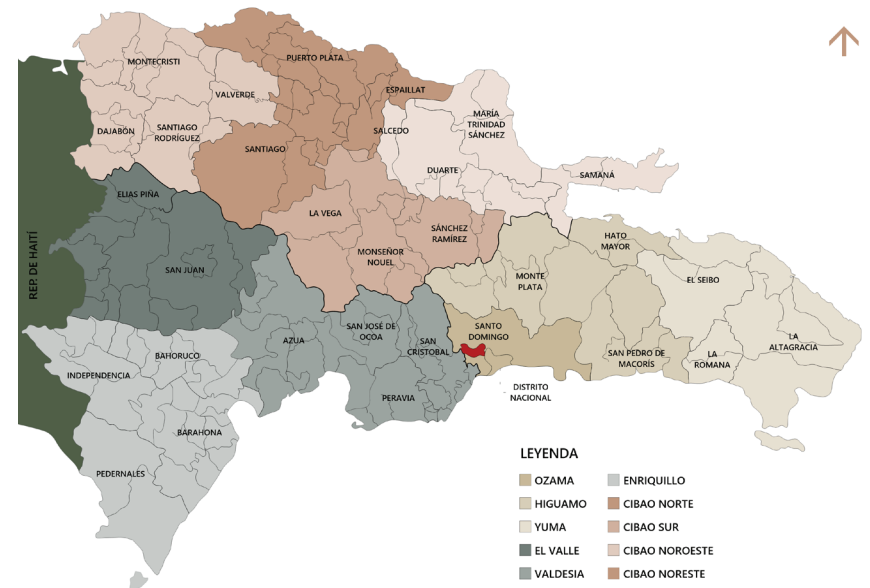 PUERTO PLATA
MONTECRISTI
ESPAILLAT
VALVERDE
MARÍA
TRINIDAD
SÁNCHEZ
DAJABÓN
SANTIAGO
RODRÍGUEZ
SALCEDO
SANTIAGO
DUARTE
SAMANÁ
ELIAS PIÑA
LA VEGA
SÁNCHEZ
RAMÍREZ
HATO
MAYOR
MONSEÑOR
NOUEL
REP. DE HAITÍ
SAN JUAN
MONTE
PLATA
EL SEIBO
AZUA
SAN JOSÉ DE
OCOA
SAN
CRISTOBAL
SANTO
DOMINGO
LA
ALTAGRACIA
SAN PEDRO DE
MACORÍS
LA
ROMANA
BAHORUCO
INDEPENDENCIA
PERAVIA
DISTRITO
NACIONAL
BARAHONA
PEDERNALES
LEYENDA
OZAMA
HIGUAMO
YUMA
EL VALLE
VALDESIA
ENRIQUILLO
CIBAO NORTE
CIBAO SUR
CIBAO NOROESTE
CIBAO NORESTE